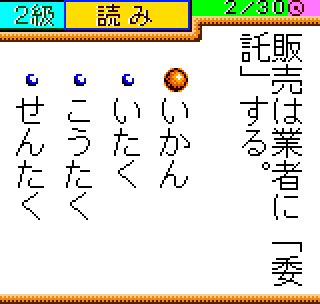 2級
読み
2/30
販売は業者に「委
託」する。
いかん
いたく
こうたく
せんたく